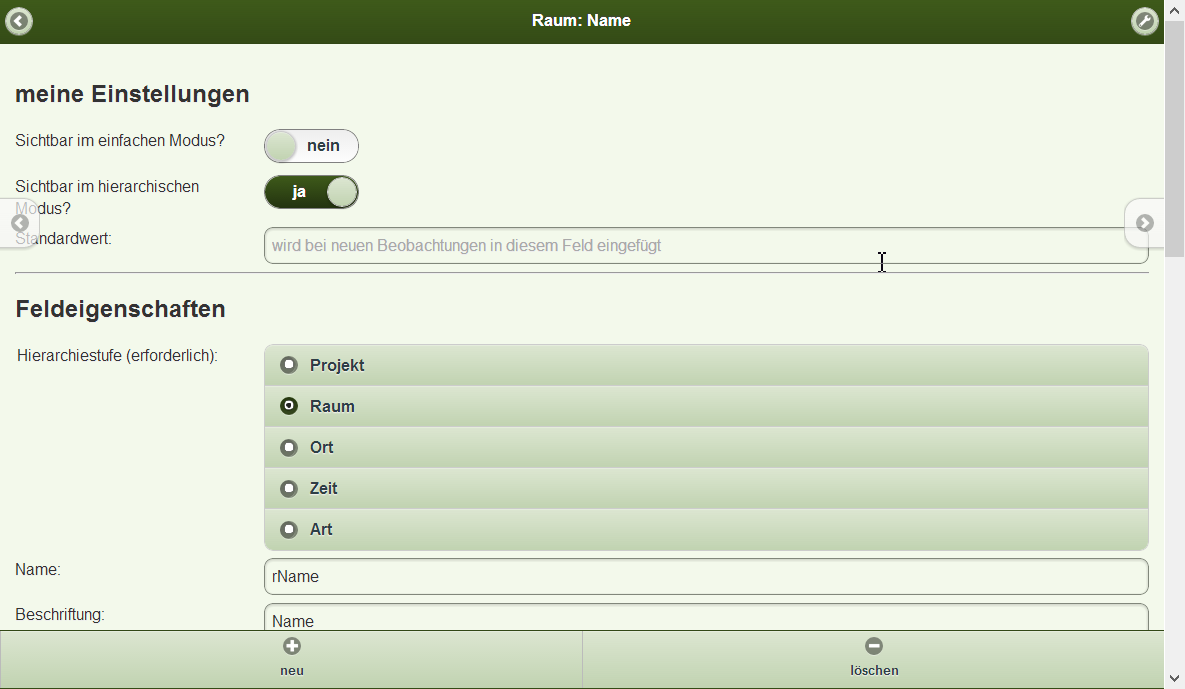 Raum: Name
meine Einstellungen
Sichtbar im einfachen Modus?
nein
Sichtbar im hierarchischen
Modus?
ja
Standardwert:
wird bei neuen Beobachtungen in diesem Feld eingefügt
Feldeigenschaften
Hierarchiestufe (erforderlich):
Projekt
Raum
Ort
Zeit
Art
Name:
rName
Beschriftung:
Name
neu
löschen